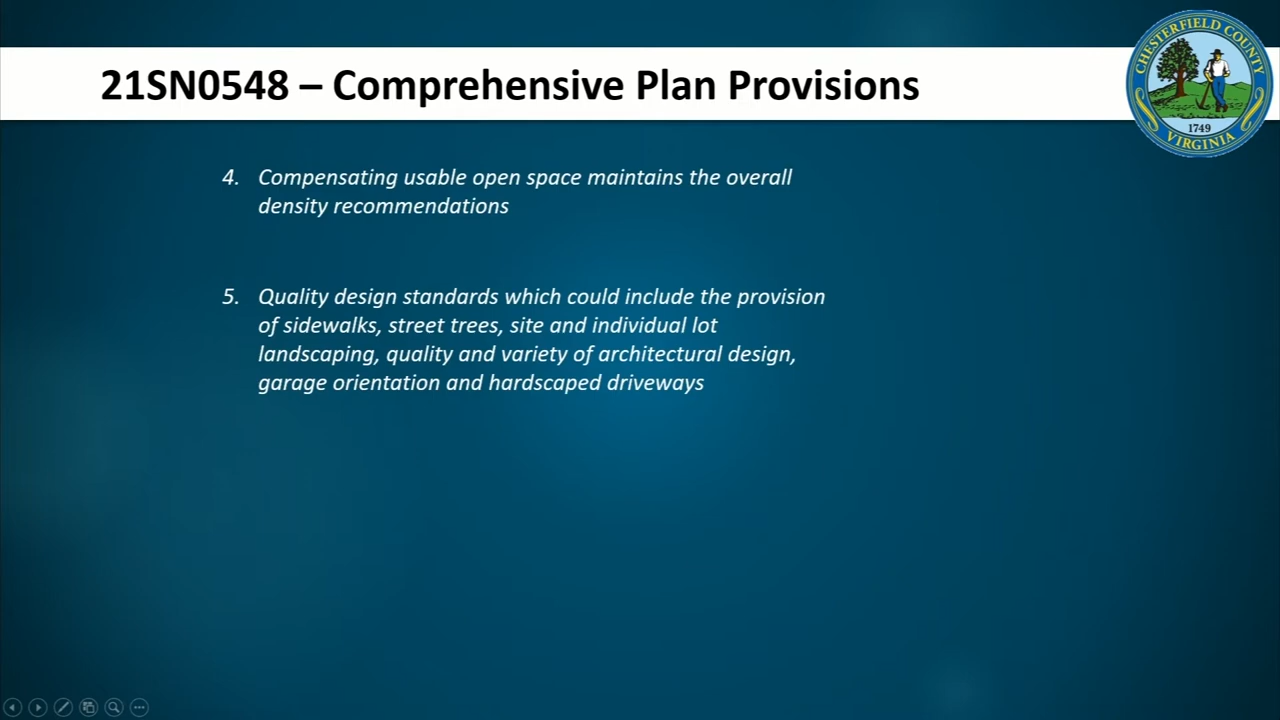 21SN0548 – Comprehensive Plan Provisions
CHESTERFIELD COUNTY
1749
VIRGINIA
4. Compensating usable open space maintains the overall
density recommendations
5. Quality design standards which could include the provision
of sidewalks, street trees, site and individual lot
landscaping, quality and variety of architectural design,
garage orientation and hardscaped driveways